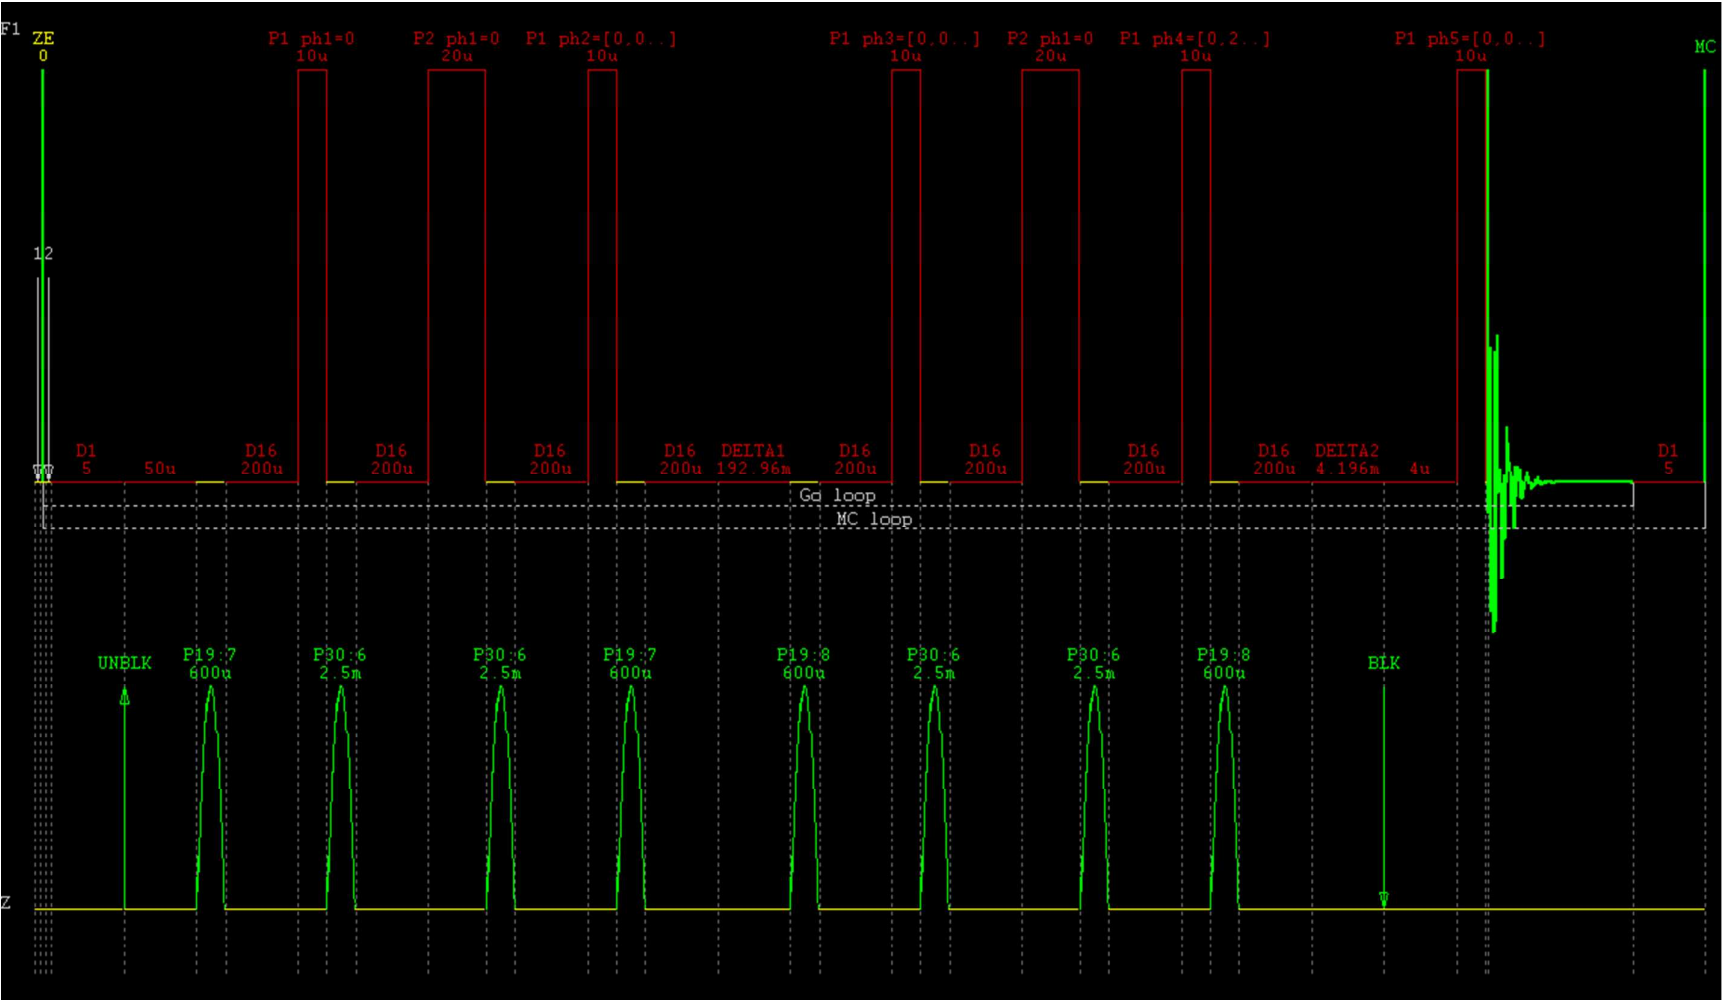 F1
ZE
0
P1 ph1=0
10u
P2 ph1=0
20u
P1 ph2=[0,0..]
10u
P1 ph3=[0,0..]
10u
P2 ph1=0
20u
P1 ph4=[0,2..]
10u
P1 ph5=[0,0..]
10u
MC
12
D1
5
50u
D16
200u
D16
200u
D16
200u
D16
200u
DELTA1
192.96m
D16
200u
D16
200u
D16
200u
D16
200u
DELTA2
4.196m
4u
D1
5
Go loop
MC loop
UNBLK
P19:7
600u
P30:6
2.5m
P30:6
2.5m
P19:7
600u
P19:8
600u
P30:6
2.5m
P30:6
2.5m
P19:8
600u
BLK
Z